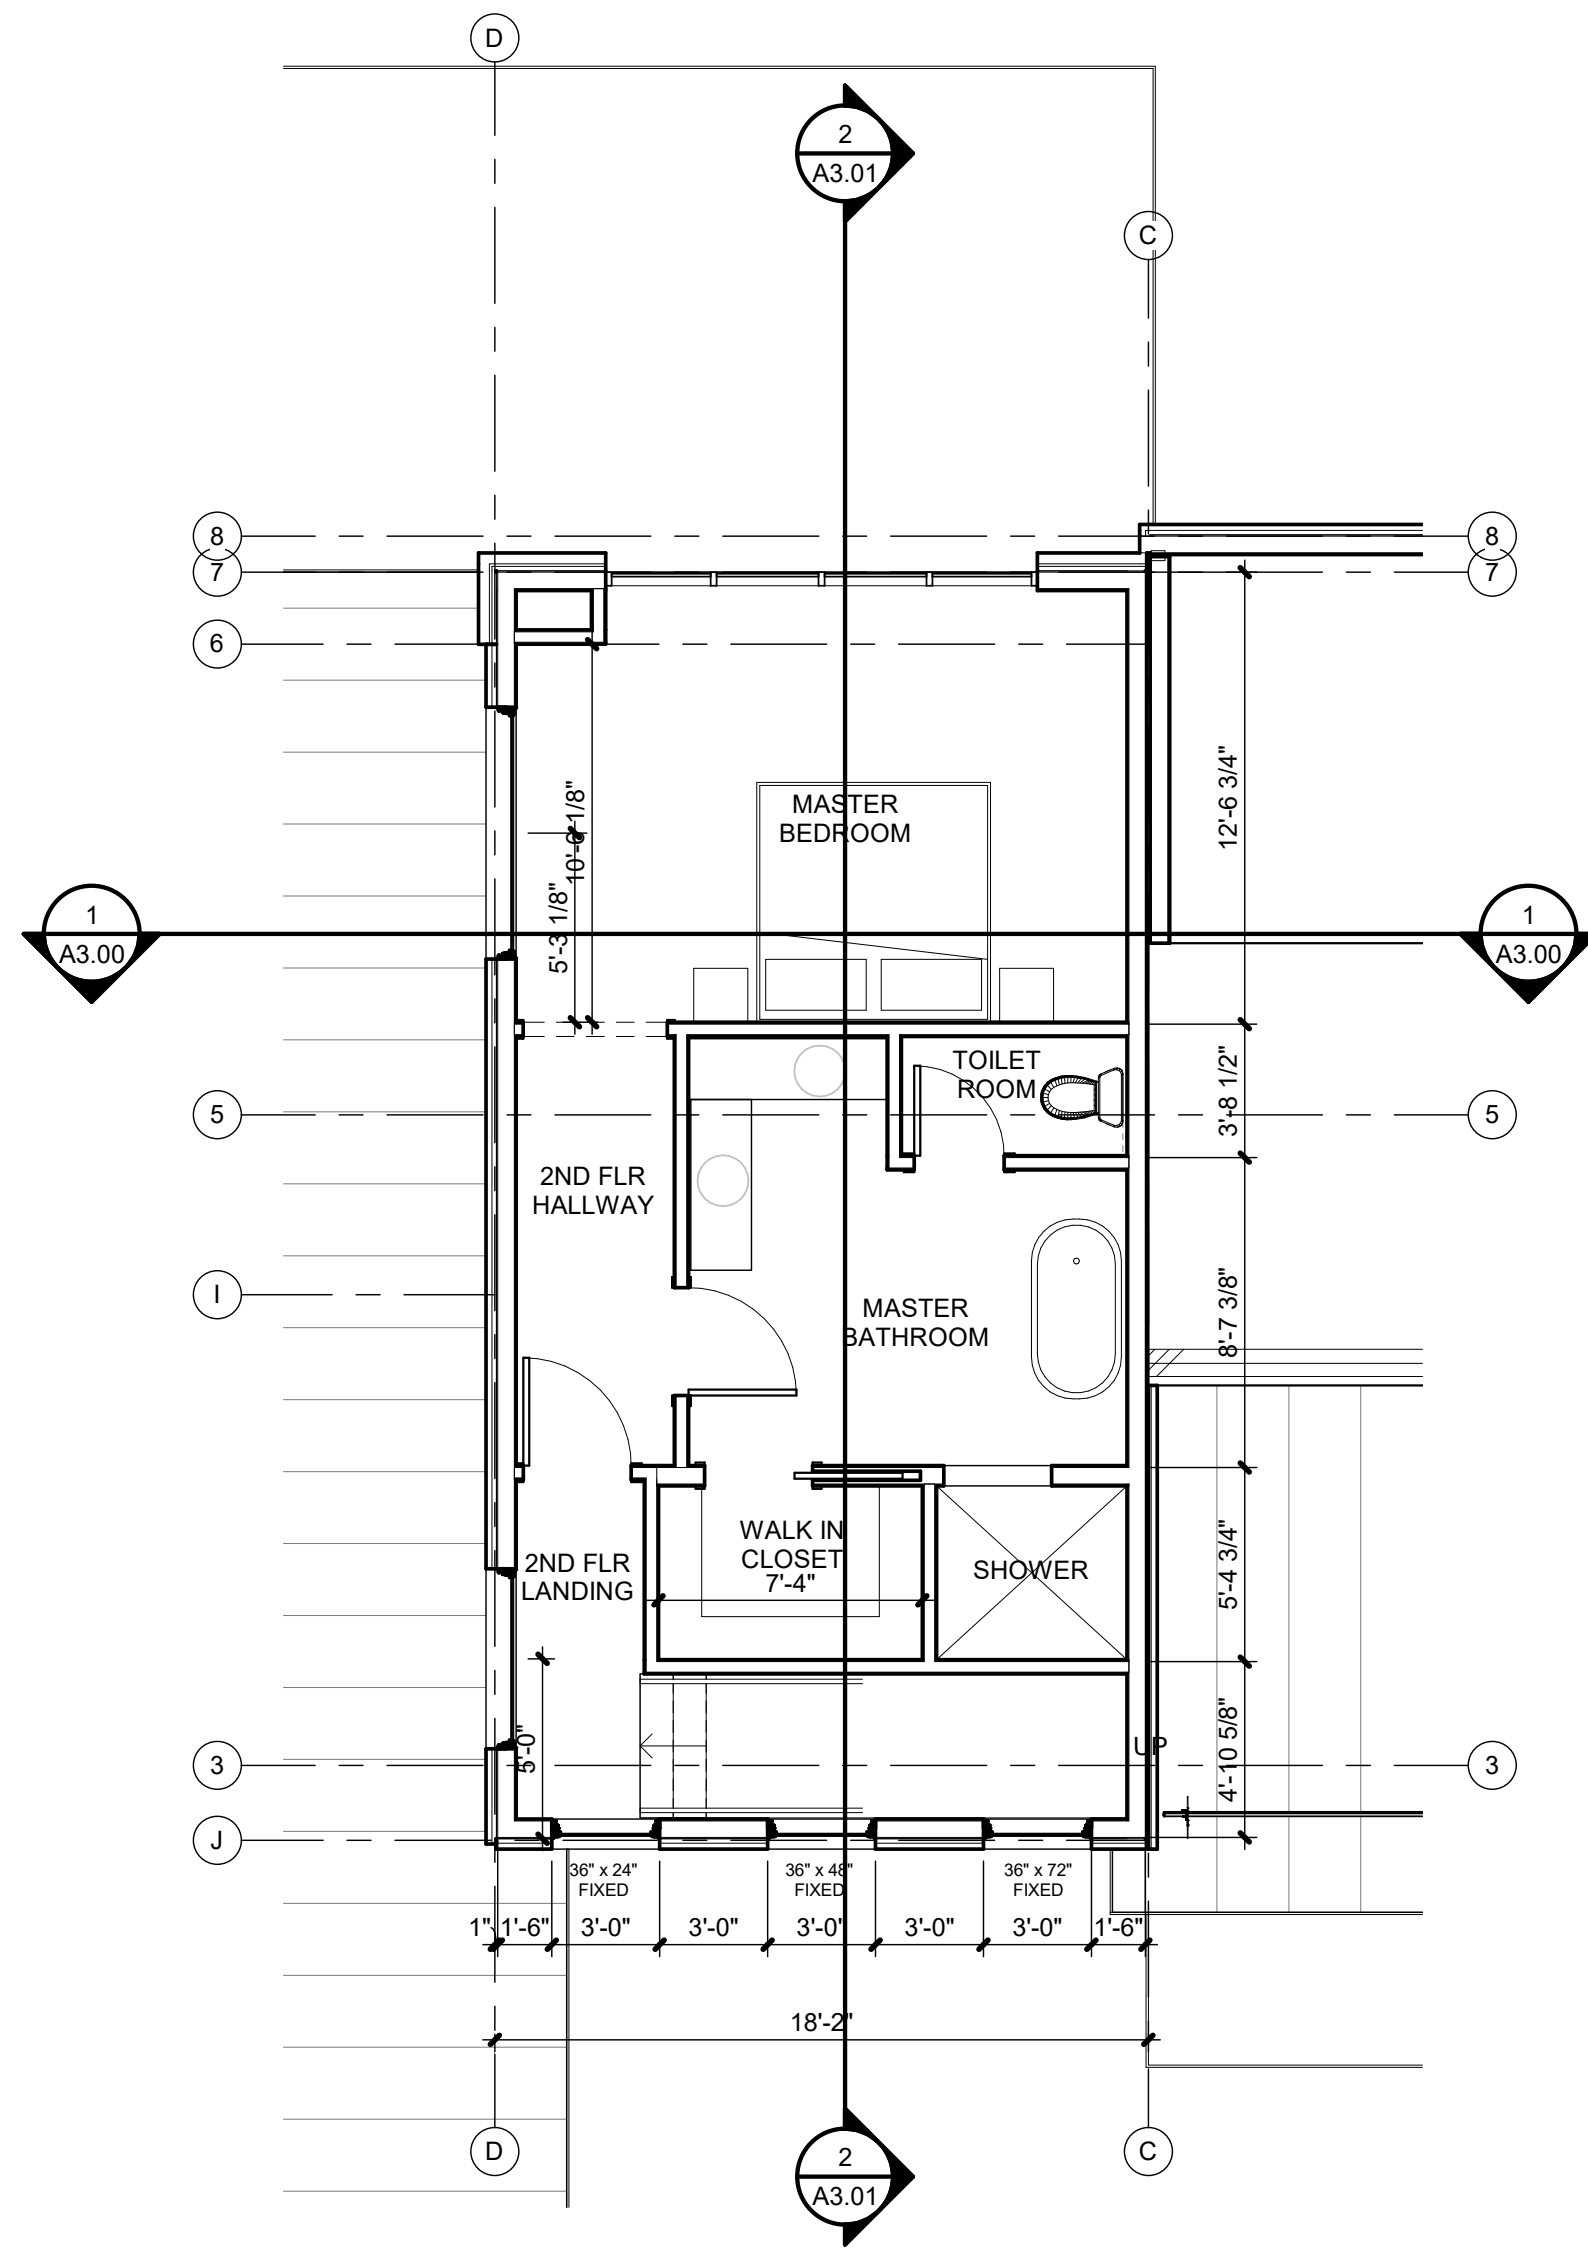 D
2
A3.01
C
8
8
7
7
6
12'-6 3/4"
MASTER
BEDROOM
10'-6 1/8"
5'-3 1/8"
1
A3.00
1
A3.00
TOILET
ROOM
3'-8 1/2"
5
5
2ND FLR
HALLWAY
I
MASTER
BATHROOM
8'-7 3/8"
WALK IN
CLOSET
7'-4"
2ND FLR
LANDING
SHOWER
5'-4 3/4"
5'-0"
UP
4'-10 5/8"
3
3
J
36" x 24"
FIXED
36" x 48"
FIXED
36" x 72"
FIXED
1"
1'-6"
3'-0"
3'-0"
3'-0"
3'-0"
3'-0"
1'-6"
18'-2"
D
C
2
A3.01